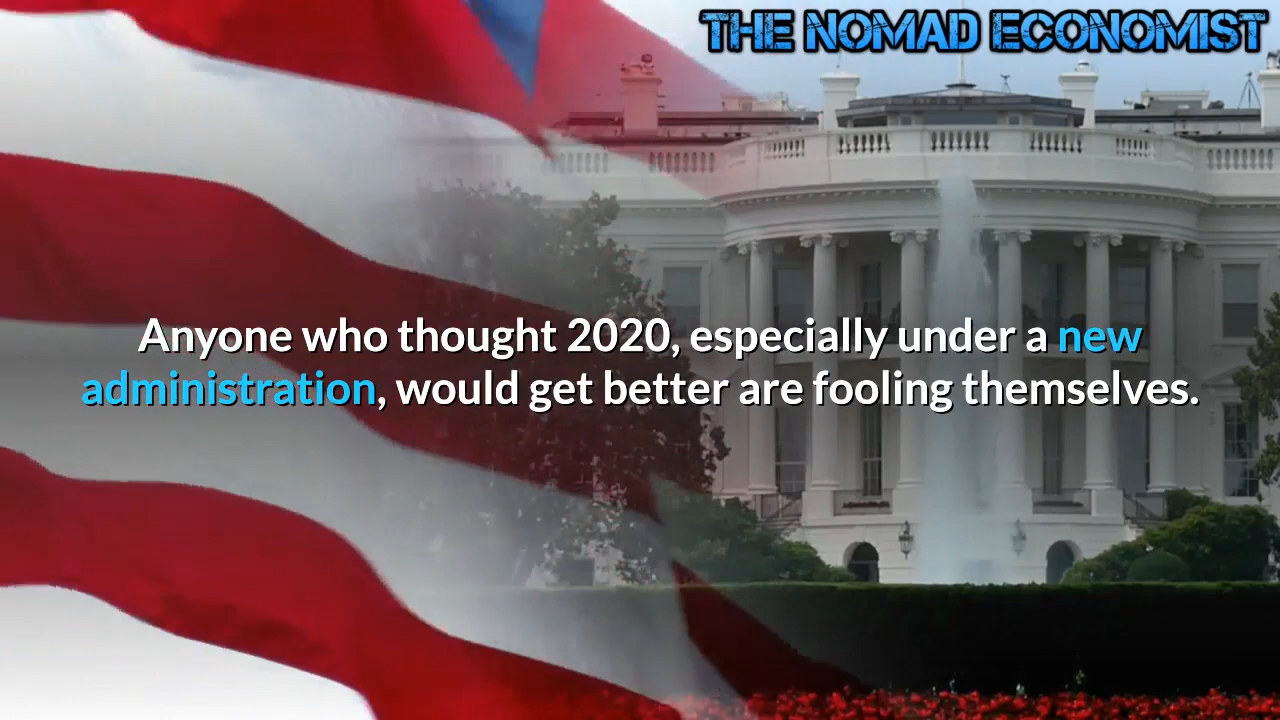 THE NOMAD ECONOMIST
Anyone who thought 2020, especially under a new
administration, would get better are fooling themselves.